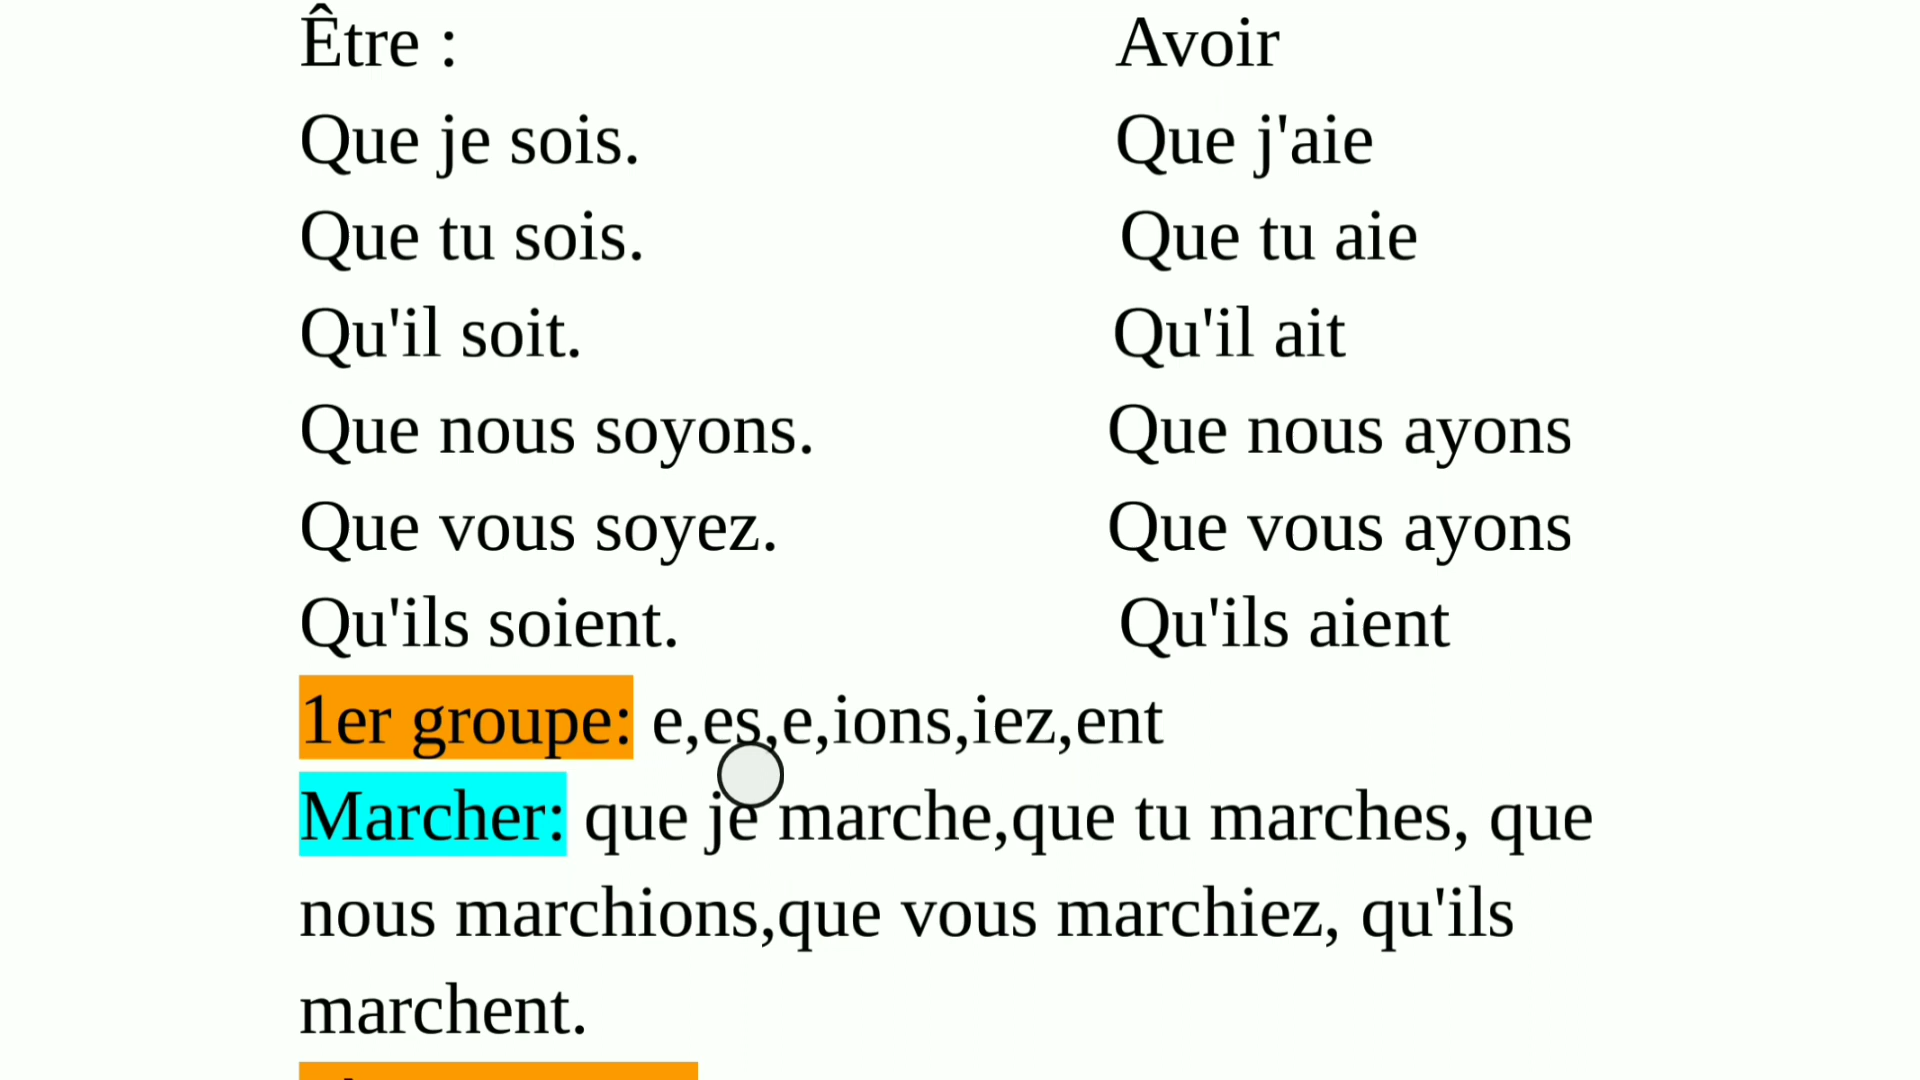 Être : Avoir
Que je sois. Que j'aie
Que tu sois. Que tu aie
Qu'il soit. Qu'il ait
Que nous soyons. Que nous ayons
Que vous soyez. Que vous ayons
Qu'ils soient. Qu'ils aient
1er groupe: e,es,e,ions,iez,ent
Marcher: que je marche,que tu marches, que
nous marchions,que vous marchiez, qu'ils
marchent.